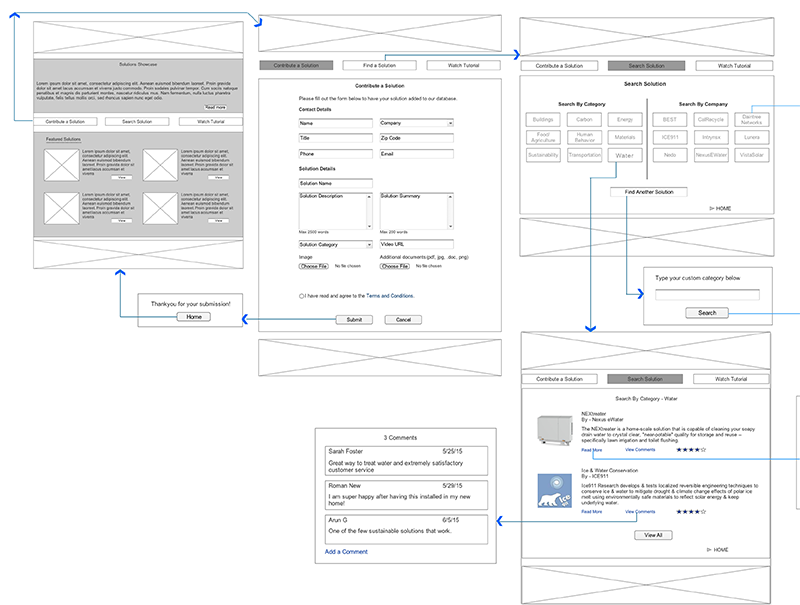 Solutions Showcase
Lorem ipsum dolor sit amet, consectetur adipiscing elit. Aenean euismod bibendum laoreet. Proin gravida
dolor sit amet lacus accumsan et viverra justo commodo. Proin sodales pulvinar tempor. Cum sociis natoque
penatibus et magnis dis parturient montes, nascetur ridiculus mus. Nam fermentum, nulla luctus pharetra
vulputate, felis tellus mollis orci, sed rhoncus sapien nunc eget odio.
Read more
Contribute a Solution
Search Solution
Watch Tutorial
Featured Solutions
Lorem ipsum dolor sit amet,
consectetur adipiscing elit.
Aenean euismod bibendum
laoreet. Proin gravida dolor sit
amet lacus accumsan et
viverra
View
Lorem ipsum dolor sit amet,
consectetur adipiscing elit.
Aenean euismod bibendum
laoreet. Proin gravida dolor sit
amet lacus accumsan et
viverra
View
Lorem ipsum dolor sit amet,
consectetur adipiscing elit.
Aenean euismod bibendum
laoreet. Proin gravida dolor sit
amet lacus accumsan et
viverra
View
Lorem ipsum dolor sit amet,
consectetur adipiscing elit.
Aenean euismod bibendum
laoreet. Proin gravida dolor sit
amet lacus accumsan et
viverra
View
Thankyou for your submission!
Home
Contribute a Solution
Find a Solution
Watch Tutorial
Contribute a Solution
Please fill out the form below to have your solution added to our database.
Contact Details
Name
Company
Title
Zip Code
Phone
Email
Solution Details
Solution Name
Solution Description
Solution Summary
Max 2000 words
Max 200 words
Solution Category
Video URL
Image
Additional documents(pdf, jpg, .doc, png)
Choose File No file chosen
Choose File No file chosen
I have read and agree to the Terms and Conditions.
Submit
Cancel
Contribute a Solution
Search Solution
Watch Tutorial
Search Solution
Search By Category
Search By Company
Buildings
Carbon
Energy
BEST
CalRecycle
Networks
Food
Agriculture
Human
Behavior
Materials
ICE911
Intynsx
Lucens
Sustainability
Transportation
Water
Nedo
NexusEWater
VistaSolar
Find Another Solution
HOME
Type your custom category below
Search
Contribute a Solution
Search Solution
Watch Tutorial
Search By Category - Water
NEXtreater
By - Nexus eWater
The NEXtreater is a home-scale solution that is capable of cleaning your soapy
drain water to crystal clear, "near-potable" quality for storage and reuse –
specifically lawn irrigation and toilet flushing.
Read More
View Comments
★★★★☆
Ice & Water Conservation
By - ICE911
Ice911 Research develops & tests localized reversible engineering techniques to
conserve ice & water to mitigate drought & climate change effects of polar ice
melt using environmentally safe materials to reflect solar energy & keep
underlying water.
Ice
911
Read More
View Comments
★★★★☆
View All
HOME
3 Comments
Sarah Foster 5/25/15
Great way to treat water and extremely satisfactory
customer service
Roman New 5/29/15
I am super happy after having this installed in my new
home!
Arun G 6/5/15
One of the few sustainable solutions that work.
Add a Comment